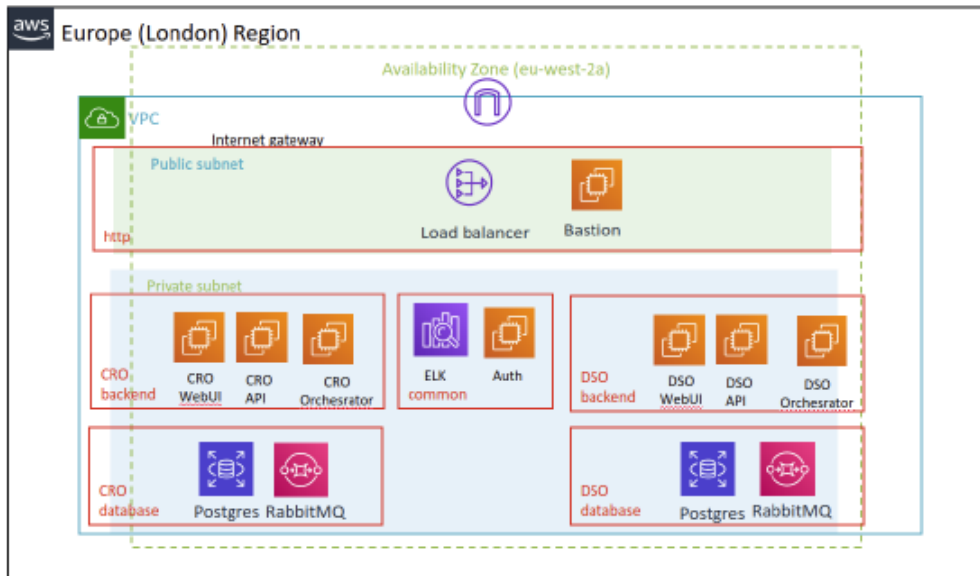 aws
Europe (London) Region
Availability Zone (eu-west-2a)
VPC
Internet gateway
Public subnet
Load balancer
Bastion
http
Private subnet
CRO
WebUI
CRO
API
CRO
Orchesrator
CRO
backend
ELK
Auth
common
DSO
WebUI
DSO
API
DSO
Orchesrator
DSO
backend
Postgres
RabbitMQ
CRO
database
Postgres
RabbitMQ
DSO
database